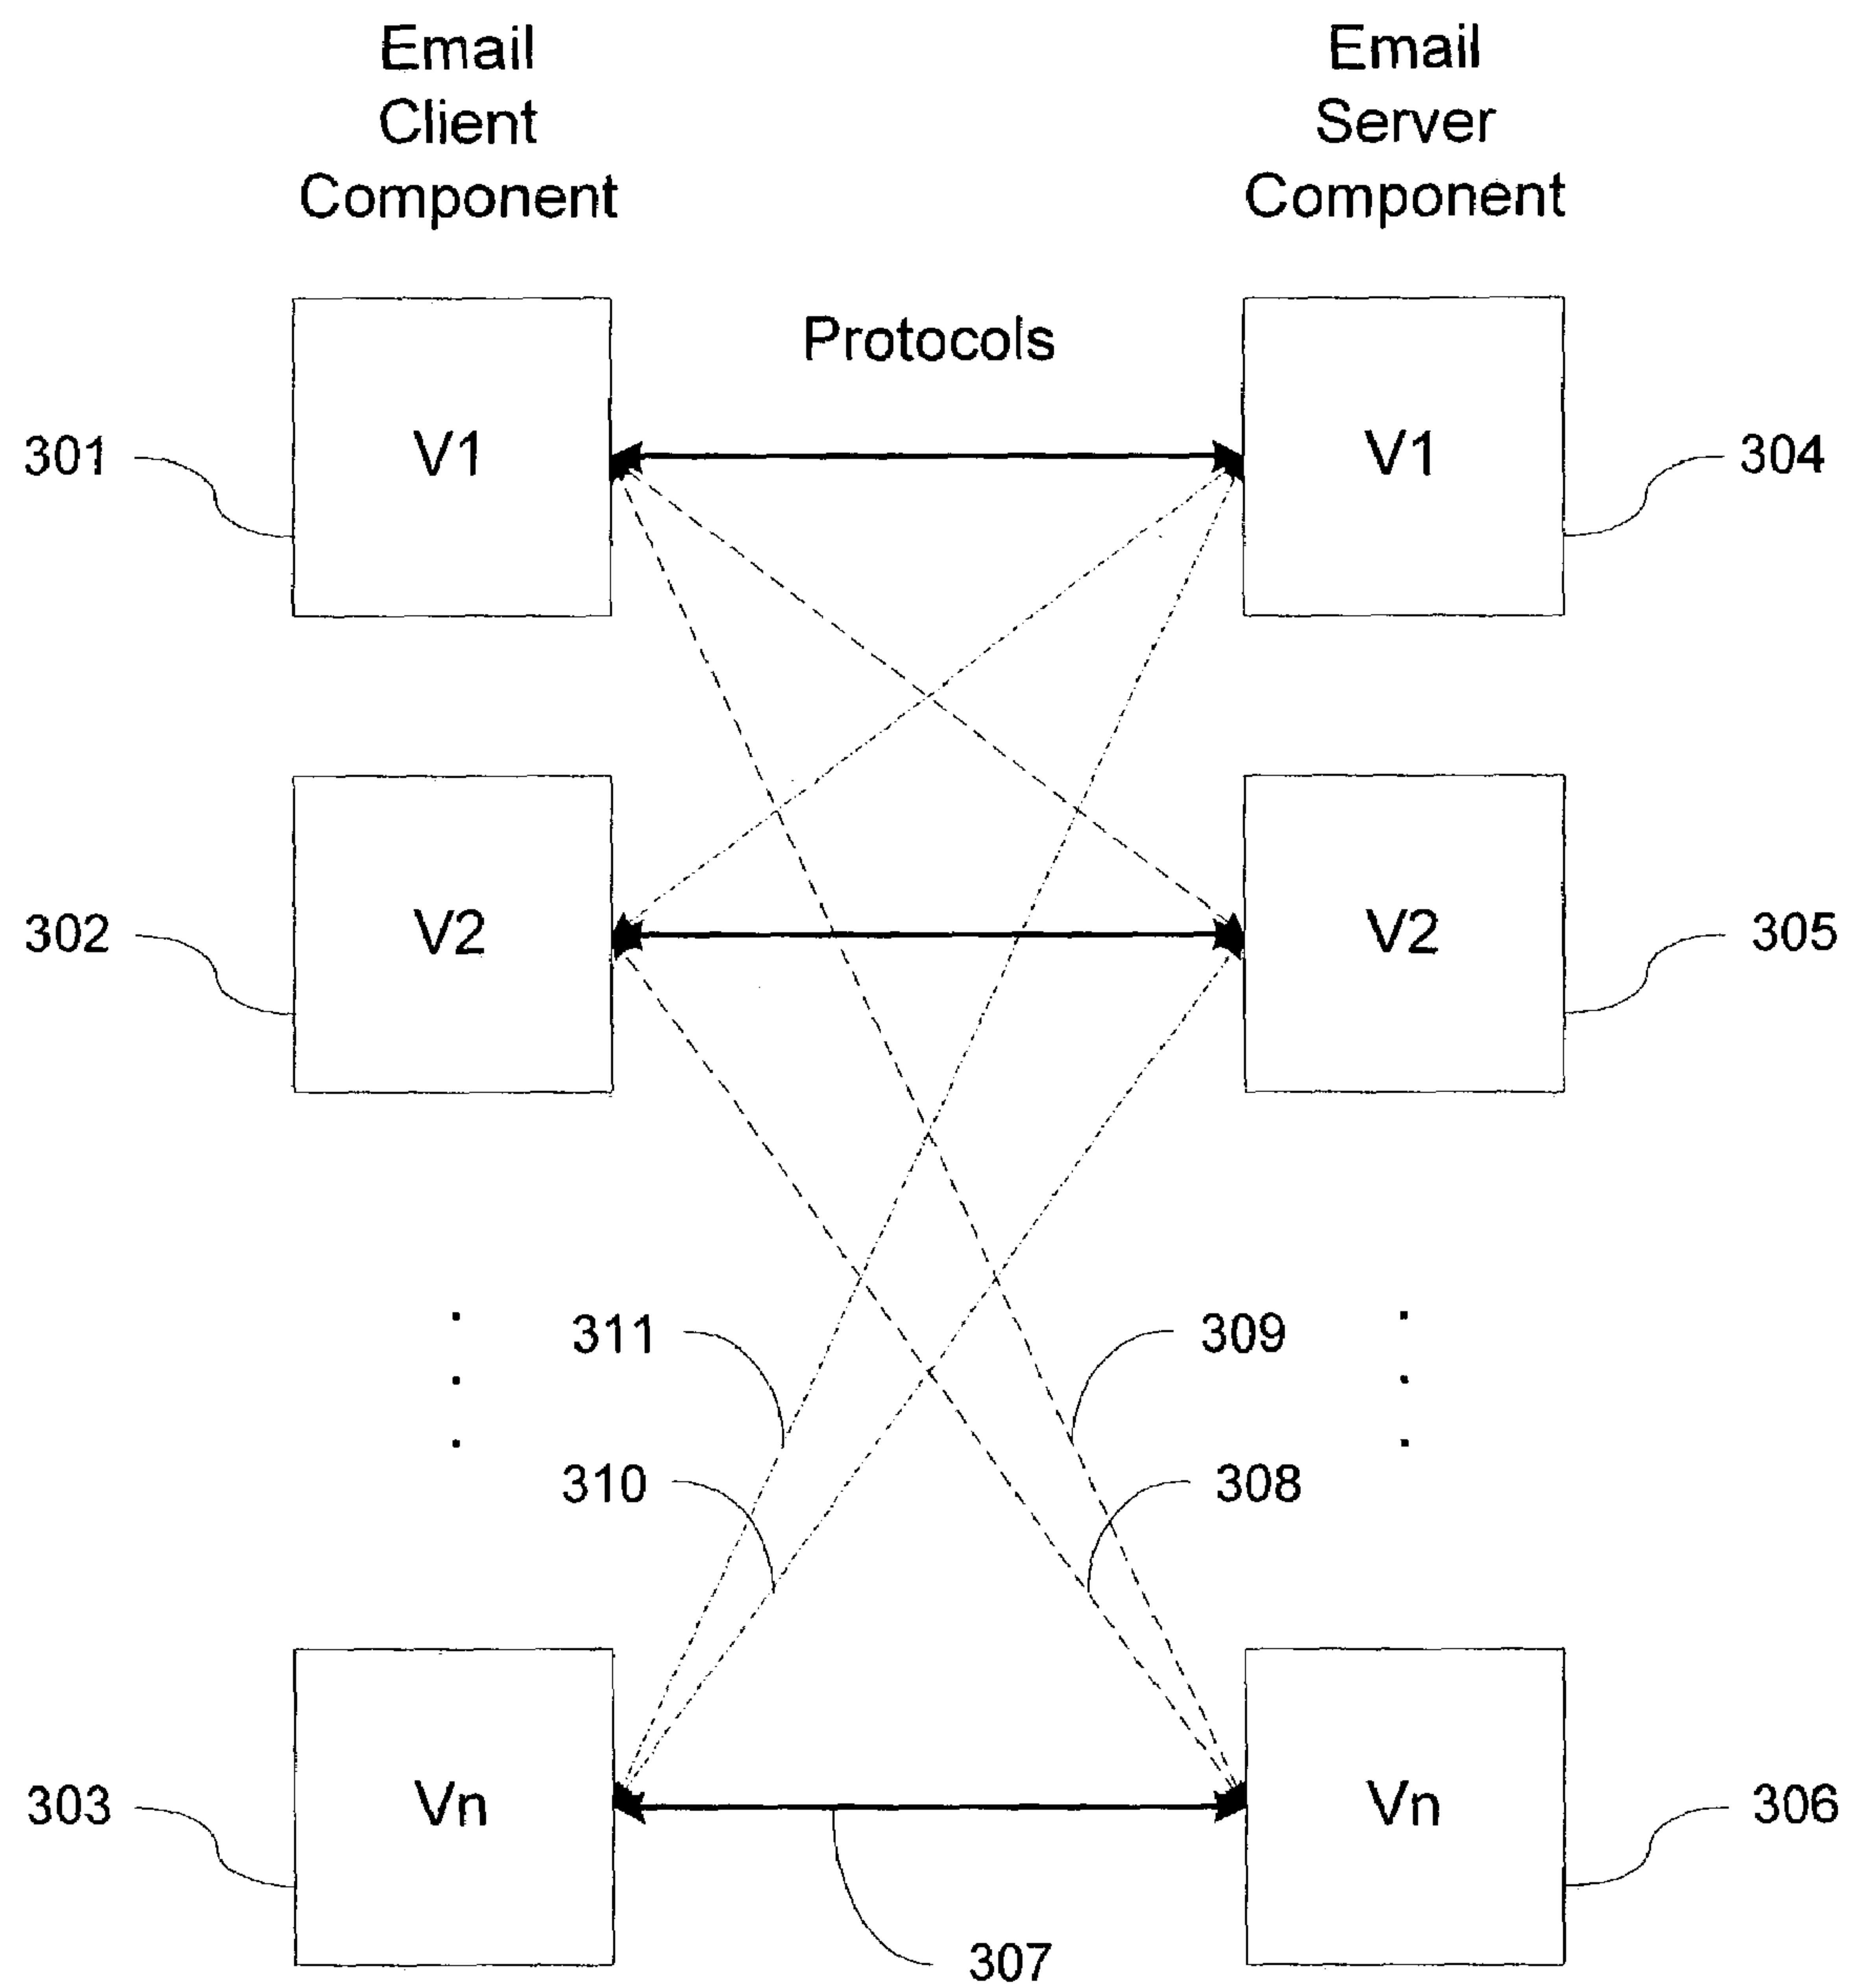 Email
Client
Component
Email
Server
Component
Protocols
301
V1
V1
304
302
V2
V2
305
311
309
310
308
303
Vn
Vn
306
307